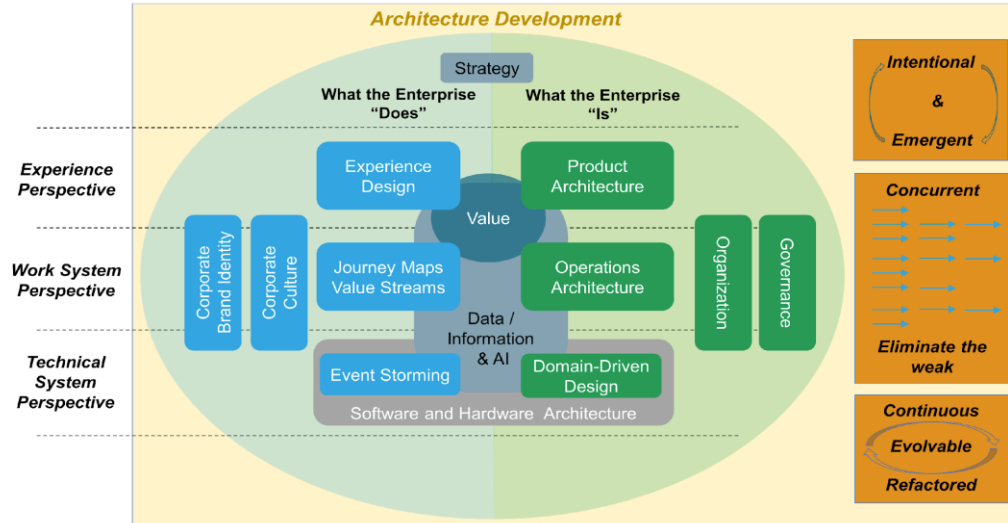 Architecture Development
Strategy
What the Enterprise
“Does”
What the Enterprise
“Is”
Experience
Perspective
Work System
Perspective
Technical
System
Perspective
Experience
Design
Product
Architecture
Value
Corporate
Brand Identity
Corporate
Culture
Journey Maps
Value Streams
Operations
Architecture
Organization
Governance
Data /
Information
& AI
Event Storming
Domain-Driven
Design
Software and Hardware Architecture
Intentional
&
Emergent
Concurrent
Eliminate the
weak
Continuous
Evolvable
Refactored